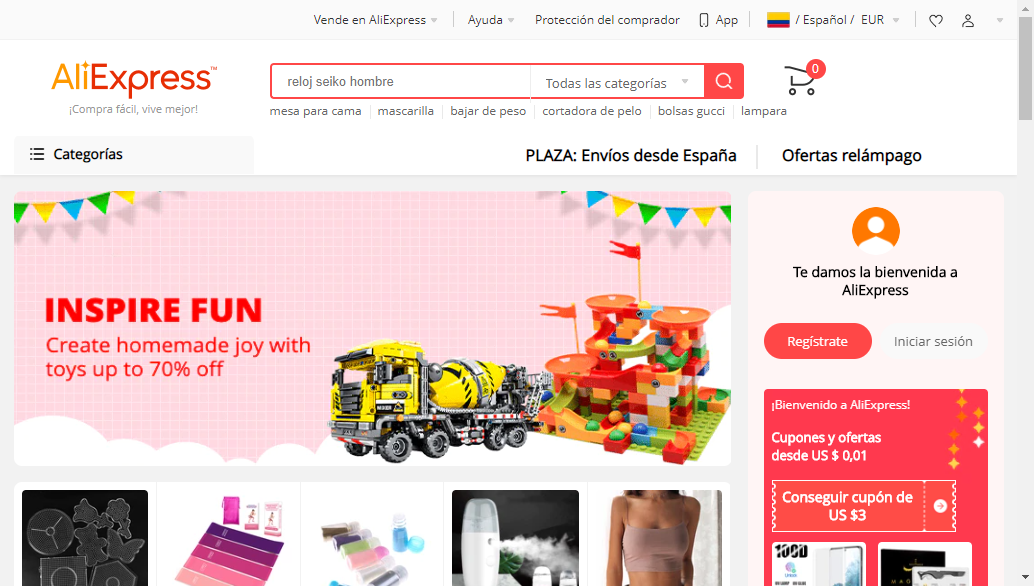 Vende en AliExpress
Ayuda
Protección del comprador
App
/ Español / EUR
AliExpress™
¡Compra fácil, vive mejor!
reloj seiko hombre
Todas las categorías
0
mesa para cama
mascarilla
bajar de peso
cortadora de pelo
bolsas gucci
lampara
Categorías
PLAZA: Envíos desde España
Ofertas relámpago
INSPIRE FUN
Create homemade joy with
toys up to 70% off
Te damos la bienvenida a
AliExpress
Regístrate
Iniciar sesión
¡Bienvenido a AliExpress!
Cupones y ofertas
desde US $ 0,01
Conseguir cupón de
US $3